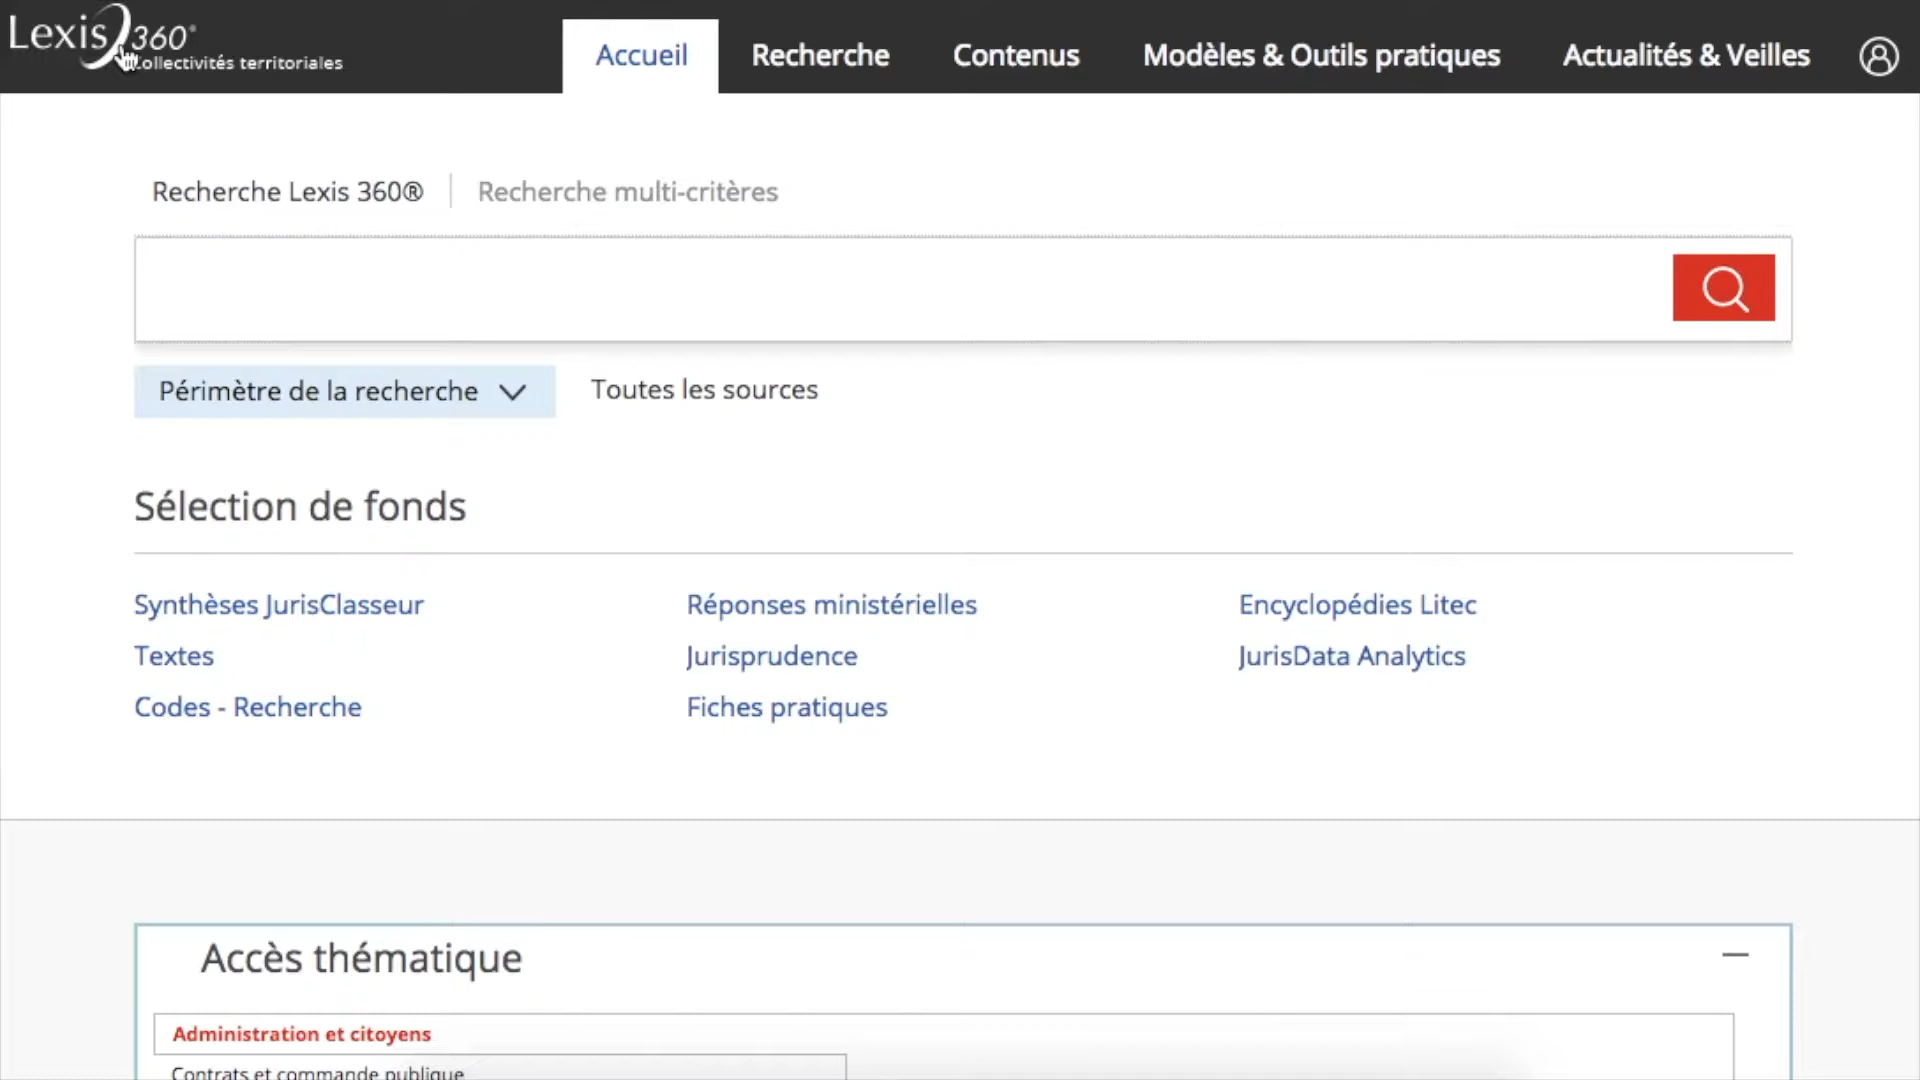 Lexis 360®
Collectivités territoriales
Accueil
Recherche
Contenus
Modèles & Outils pratiques
Actualités & Veilles
Recherche Lexis 360®
Recherche multi-critères
Périmètre de la recherche
Toutes les sources
Sélection de fonds
Synthèses JurisClasseur
Réponses ministérielles
Encyclopédies Litec
Textes
Jurisprudence
JurisData Analytics
Codes - Recherche
Fiches pratiques
Accès thématique
Administration et citoyens
Contrats et commande publique